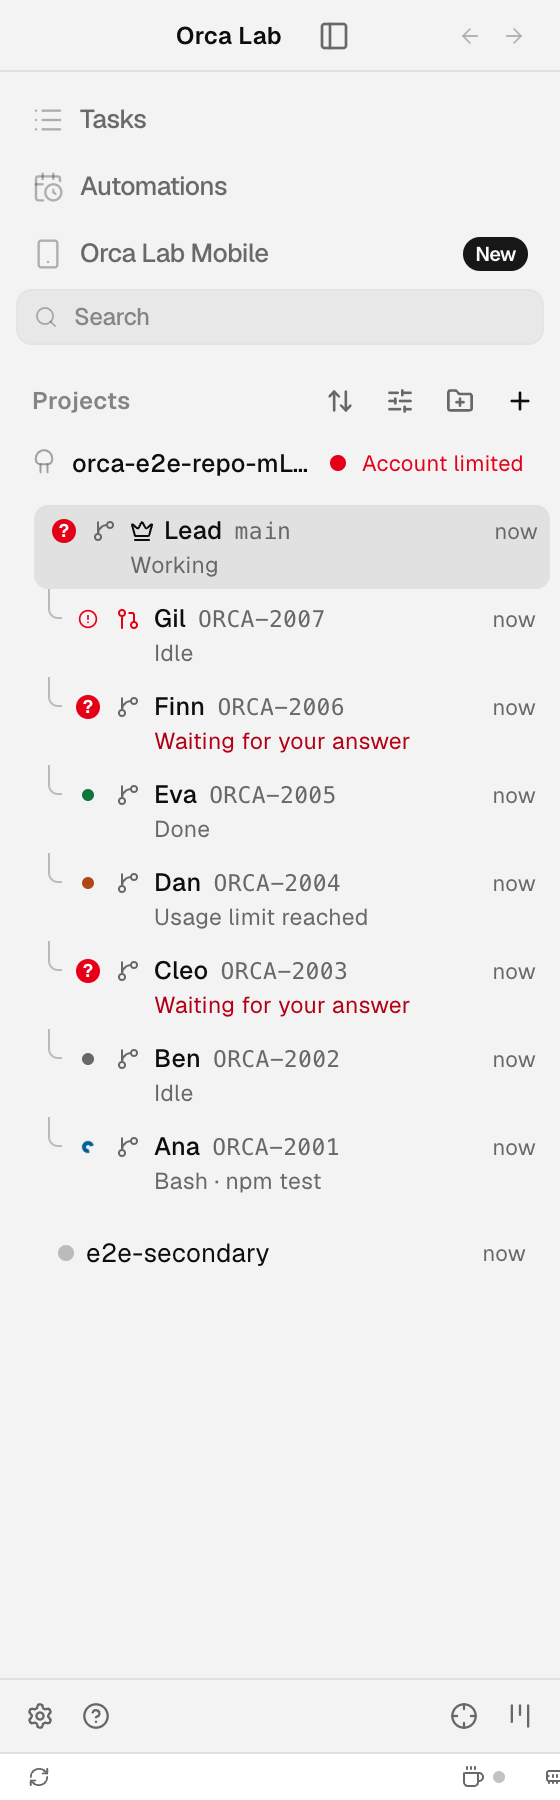 Orca Lab
Tasks
Automations
Orca Lab Mobile New
Search
Projects
orca-e2e-repo-mL... Account limited
? Lead main now
Working
Gil ORCA-2007 now
Idle
? Finn ORCA-2006 now
Waiting for your answer
Eva ORCA-2005 now
Done
Dan ORCA-2004 now
Usage limit reached
? Cleo ORCA-2003 now
Waiting for your answer
Ben ORCA-2002 now
Idle
Ana ORCA-2001 now
Bash · npm test
e2e-secondary now